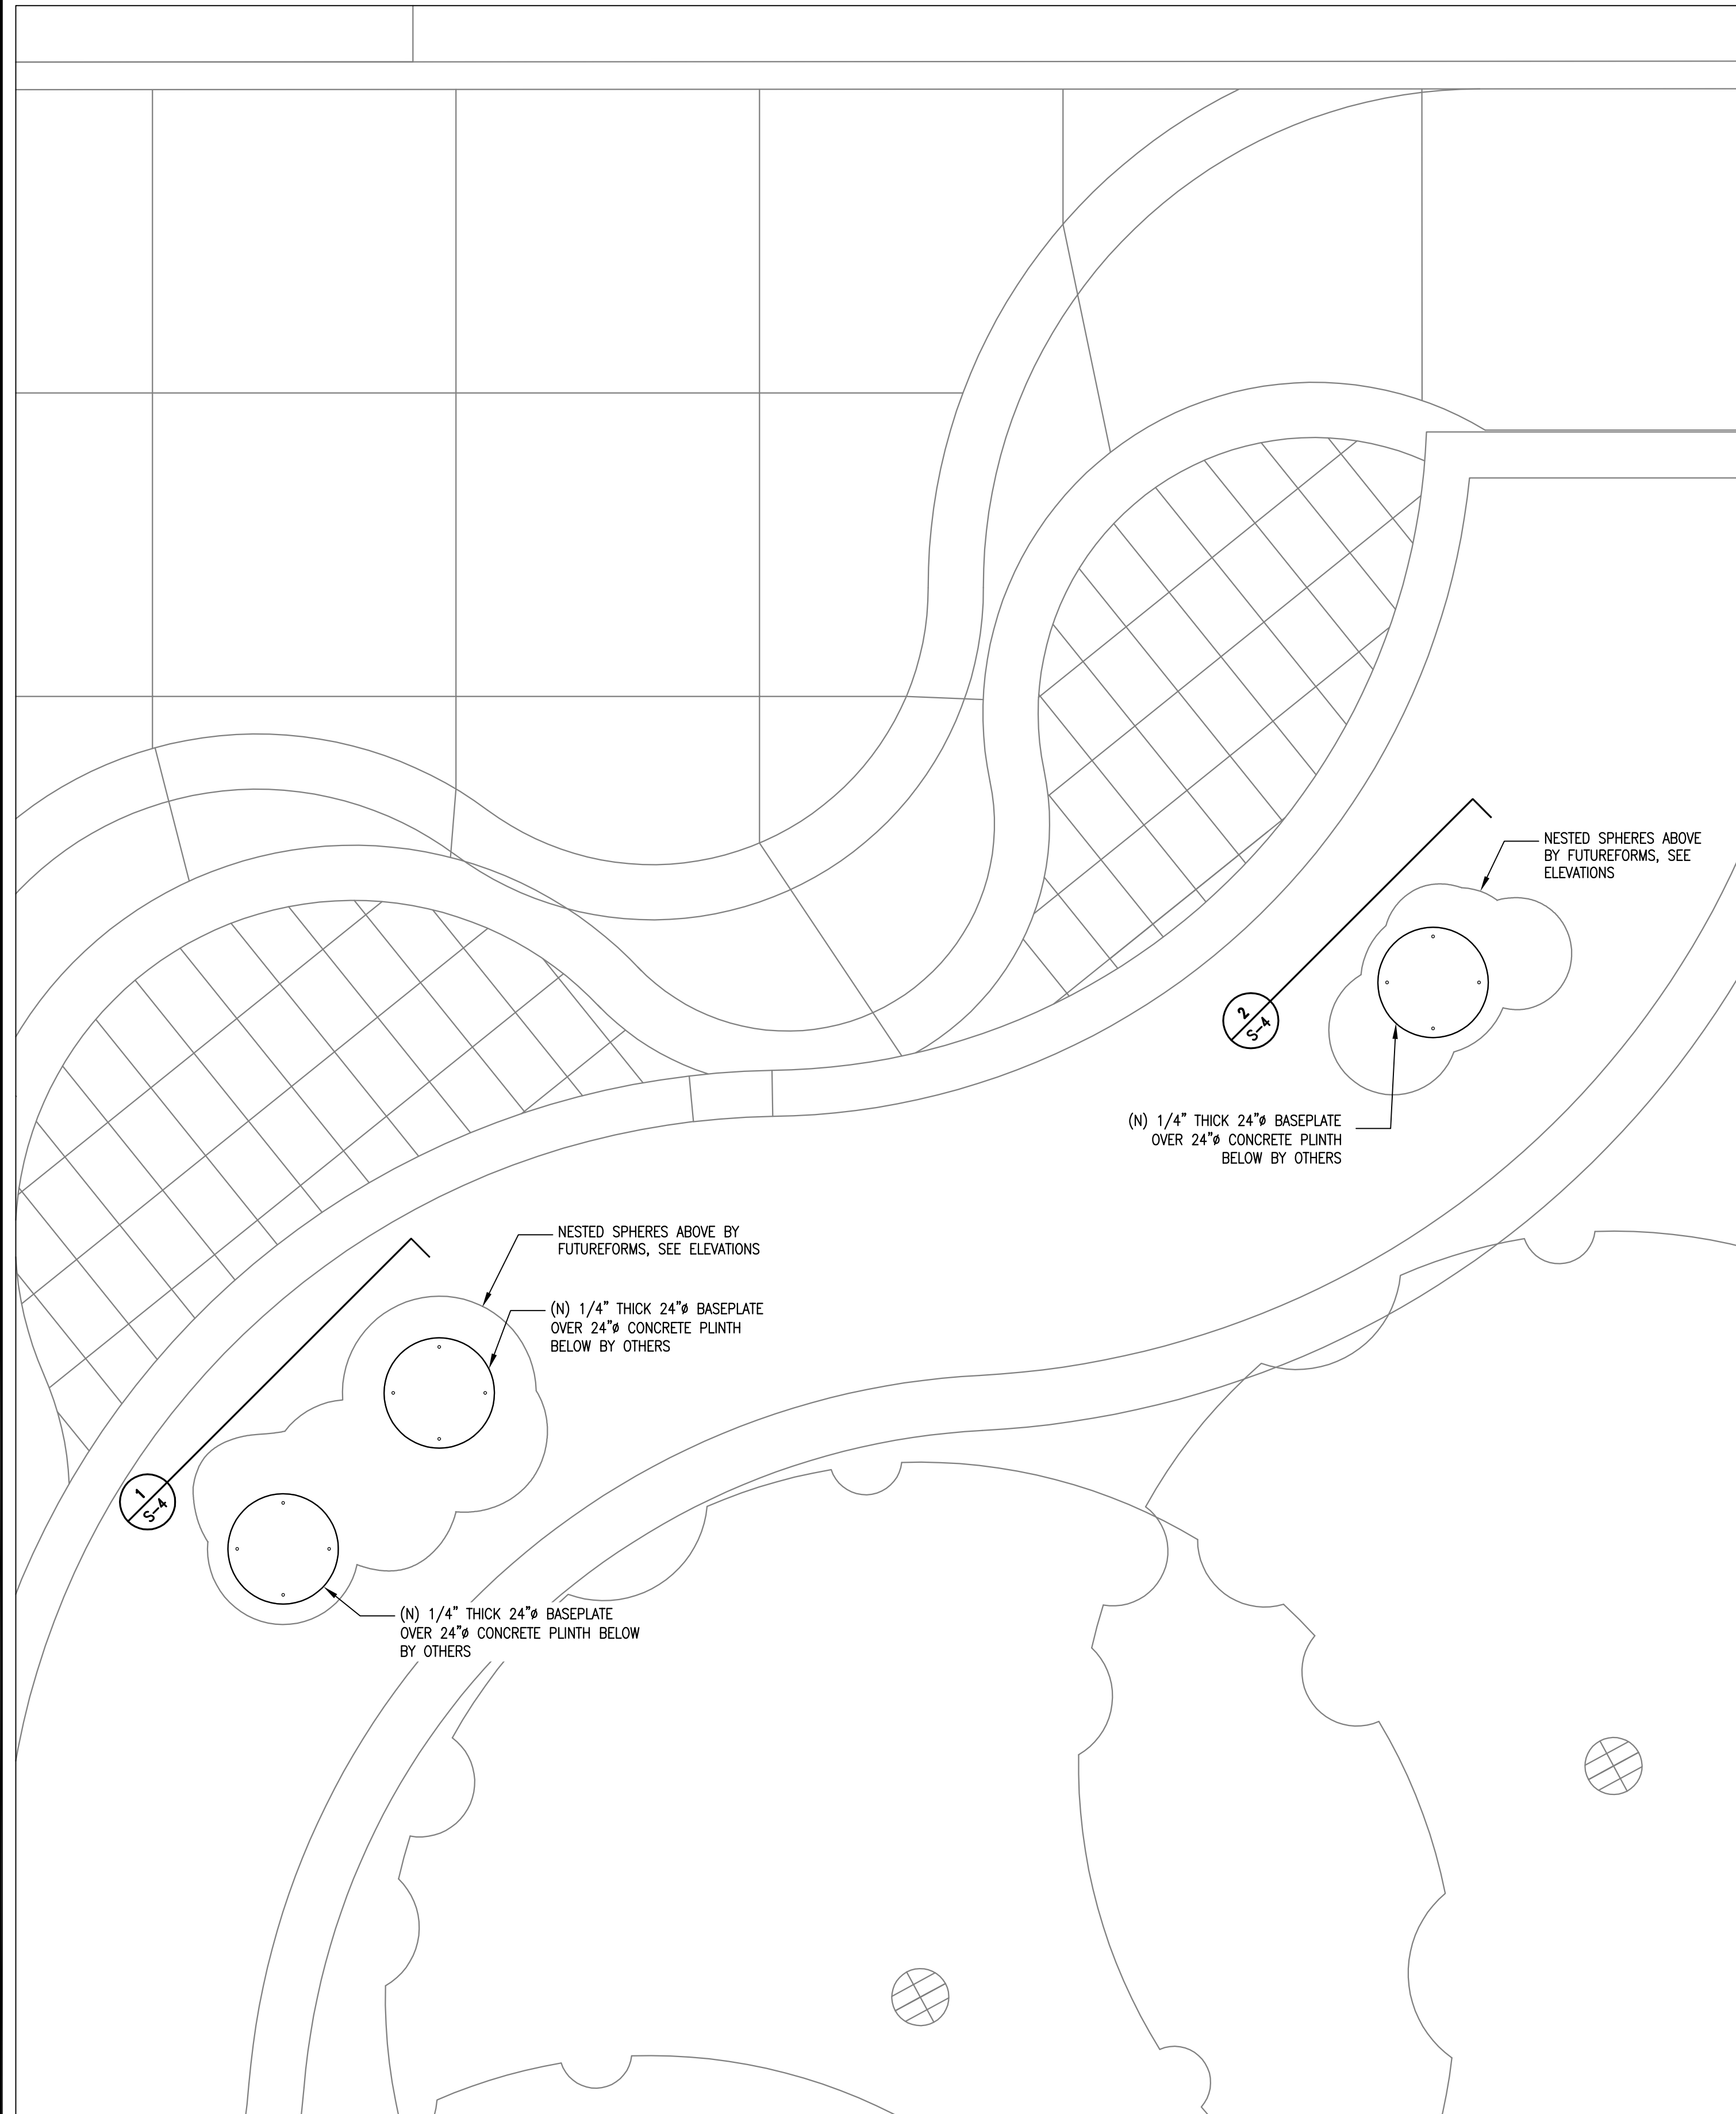 NESTED SPHERES ABOVE
BY FUTUREFORMS, SEE
ELEVATIONS
2
S-4
(N) 1/4" THICK 24"ø BASEPLATE
OVER 24"ø CONCRETE PLINTH
BELOW BY OTHERS
NESTED SPHERES ABOVE BY
FUTUREFORMS, SEE ELEVATIONS
(N) 1/4" THICK 24"ø BASEPLATE
OVER 24"ø CONCRETE PLINTH
BELOW BY OTHERS
1
S-4
(N) 1/4" THICK 24"ø BASEPLATE
OVER 24"ø CONCRETE PLINTH BELOW
BY OTHERS